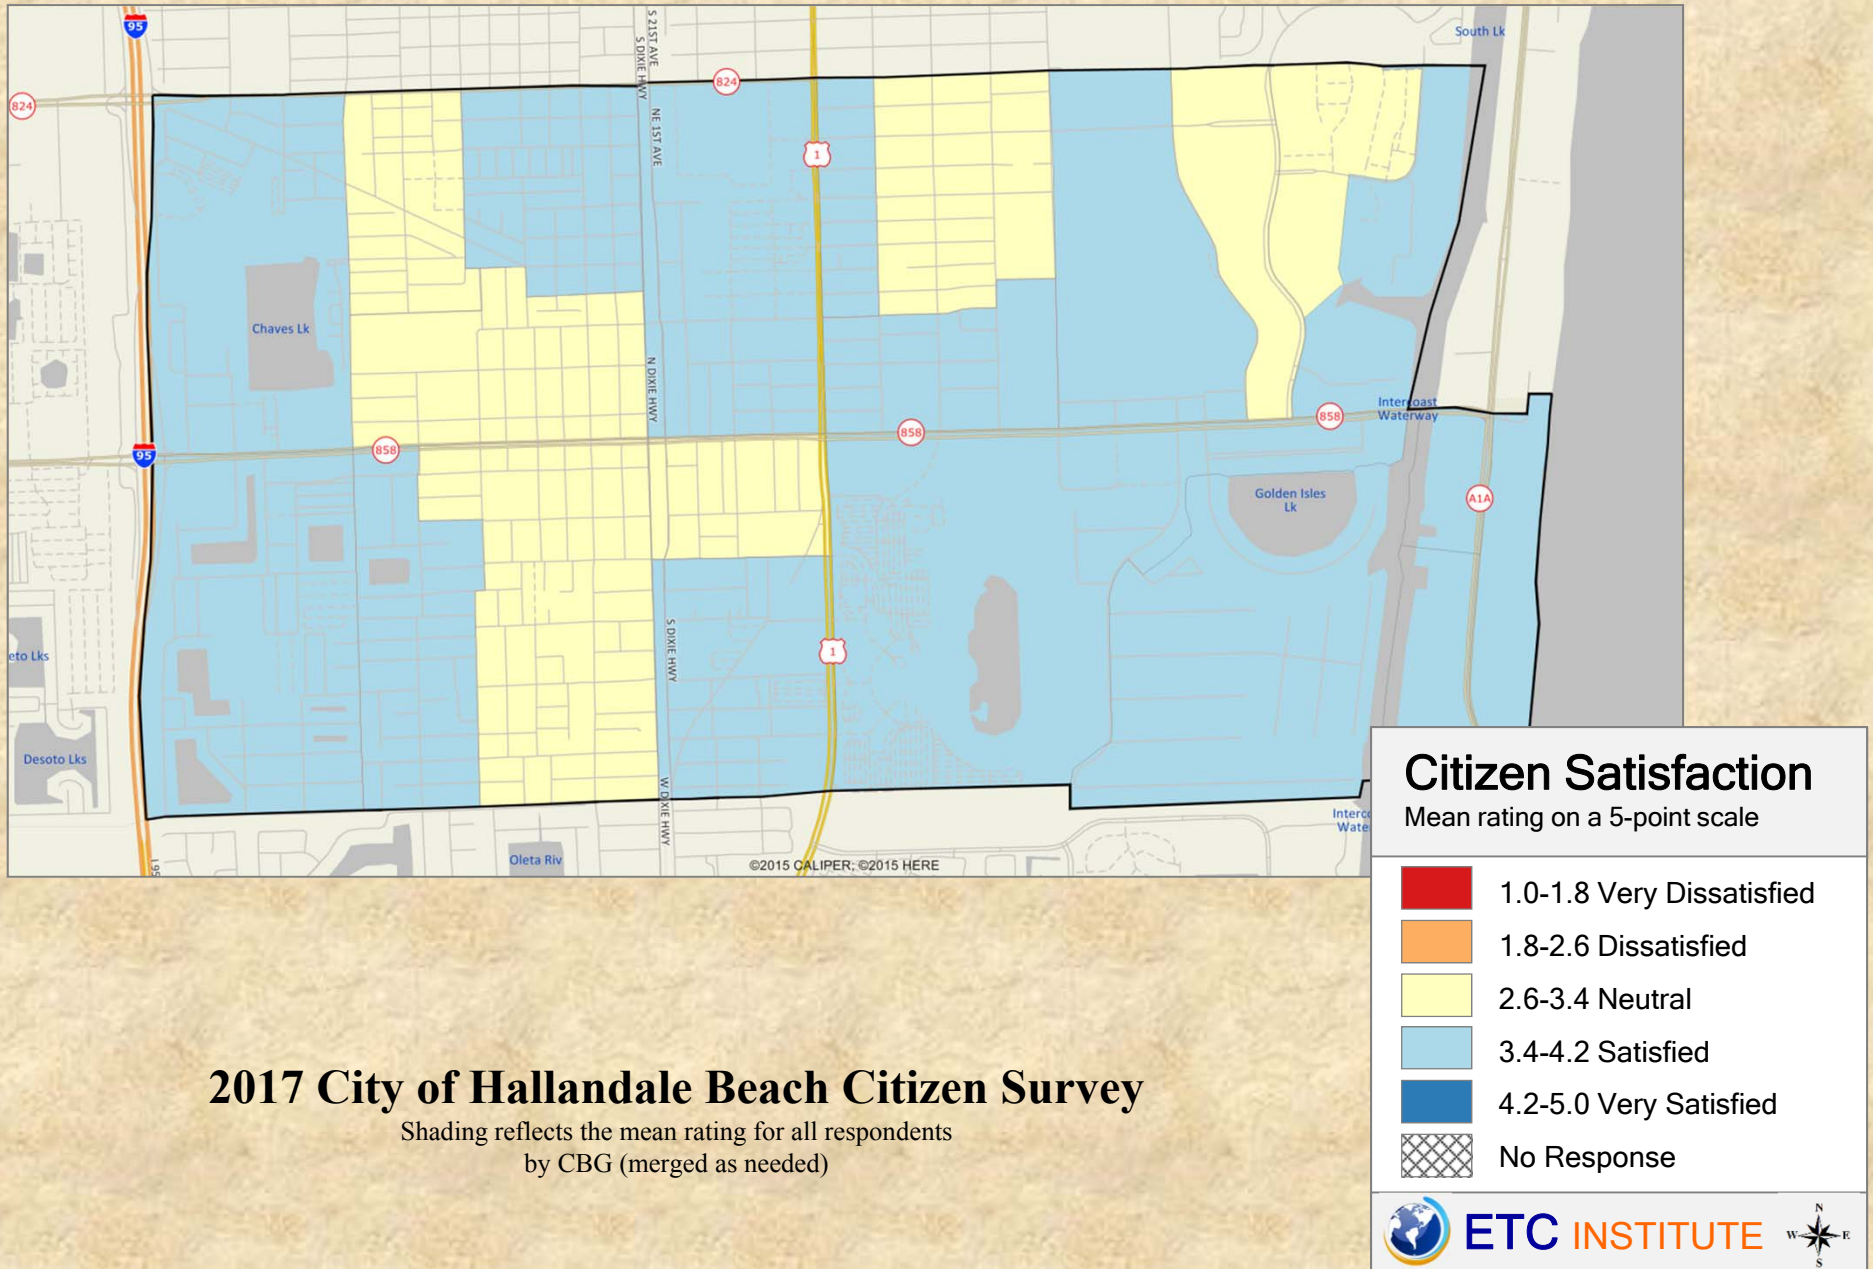 95
South Lk
S 21ST AVE
S DIXIE HWY
824
824
NE 1ST AVE
1
Chaves Lk
N DIXIE HWY
Intercoast
Waterway
858
858
858
95
Golden Isles
Lk
A1A
S DIXIE HWY
1
eto Lks
Desoto Lks
W DIXIE HWY
Interco
Wate
Oleta Riv
I 95
©2015 CALIPER; ©2015 HERE
Citizen Satisfaction
Mean rating on a 5-point scale
1.0-1.8 Very Dissatisfied
1.8-2.6 Dissatisfied
2.6-3.4 Neutral
3.4-4.2 Satisfied
4.2-5.0 Very Satisfied
No Response
2017 City of Hallandale Beach Citizen Survey
Shading reflects the mean rating for all respondents
by CBG (merged as needed)
ETC INSTITUTE
N
W E
S